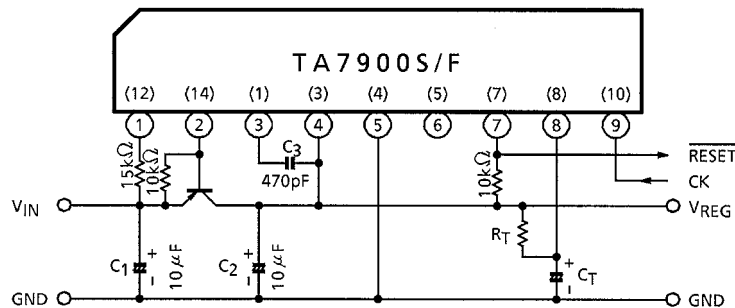 TA7900S/F
(12) (14) (1) (3) (4) (5) (7) (8) (10)
1 2 3 4 5 6 7 8 9
15kΩ
10kΩ
C3
470pF
10kΩ
RESET
CK
VIN
VREG
RT
C1
+
-
10μF
C2
+
-
10μF
+
-
CT
GND
GND